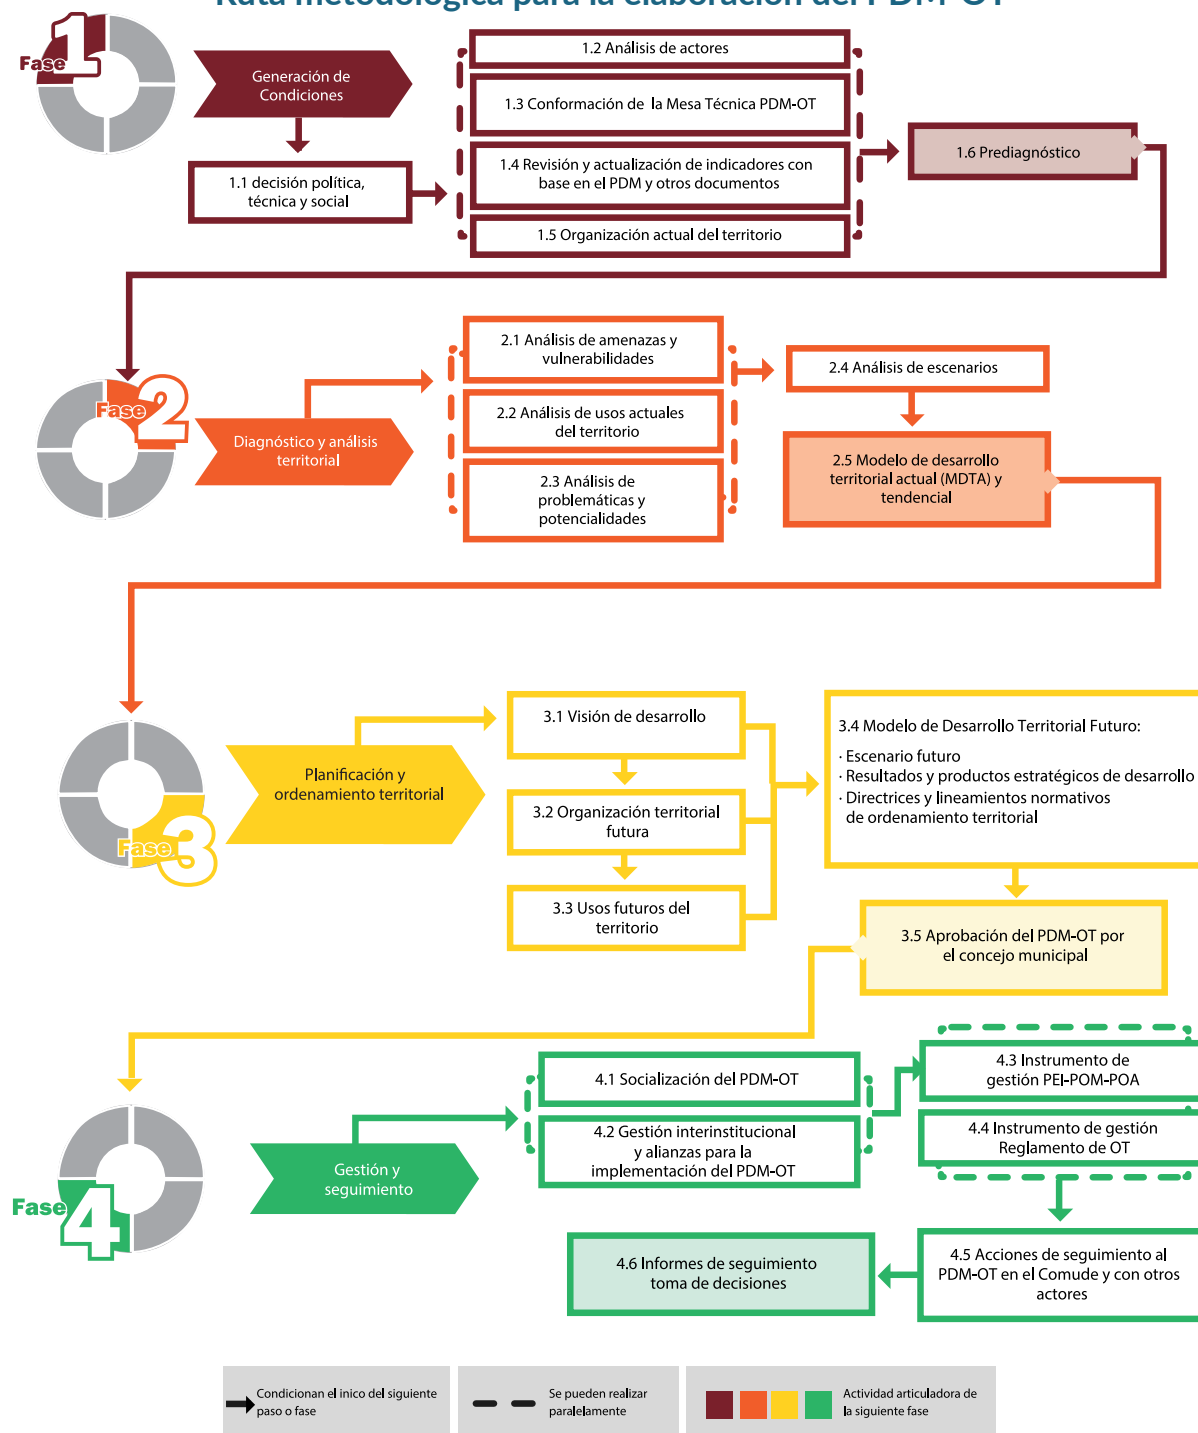 Ruta metodológica para la elaboración del PDM-OT
Fase 1
Generación de
Condiciones
1.1 decisión política,
técnica y social
1.2 Análisis de actores
1.3 Conformación de la Mesa Técnica PDM-OT
1.4 Revisión y actualización de indicadores con
base en el PDM y otros documentos
1.5 Organización actual del territorio
1.6 Prediagnóstico
Fase 2
Diagnóstico y análisis
territorial
2.1 Análisis de amenazas y
vulnerabilidades
2.2 Análisis de usos actuales
del territorio
2.3 Análisis de
problemáticas y
potencialidades
2.4 Análisis de escenarios
2.5 Modelo de desarrollo
territorial actual (MDTA) y
tendencial
Fase 3
Planificación y
ordenamiento territorial
3.1 Visión de desarrollo
3.2 Organización territorial
futura
3.3 Usos futuros del
territorio
3.4 Modelo de Desarrollo Territorial Futuro:
· Escenario futuro
· Resultados y productos estratégicos de desarrollo
· Directrices y lineamientos normativos
de ordenamiento territorial
3.5 Aprobación del PDM-OT por
el concejo municipal
Fase 4
Gestión y
seguimiento
4.1 Socialización del PDM-OT
4.2 Gestión interinstitucional
y alianzas para la
implementación del PDM-OT
4.3 Instrumento de
gestión PEI-POM-POA
4.4 Instrumento de gestión
Reglamento de OT
4.5 Acciones de seguimiento al
PDM-OT en el Comude y con otros
actores
4.6 Informes de seguimiento
toma de decisiones
Condicionan el inico del siguiente
paso o fase
Se pueden realizar
paralelamente
Actividad articuladora de
la siguiente fase